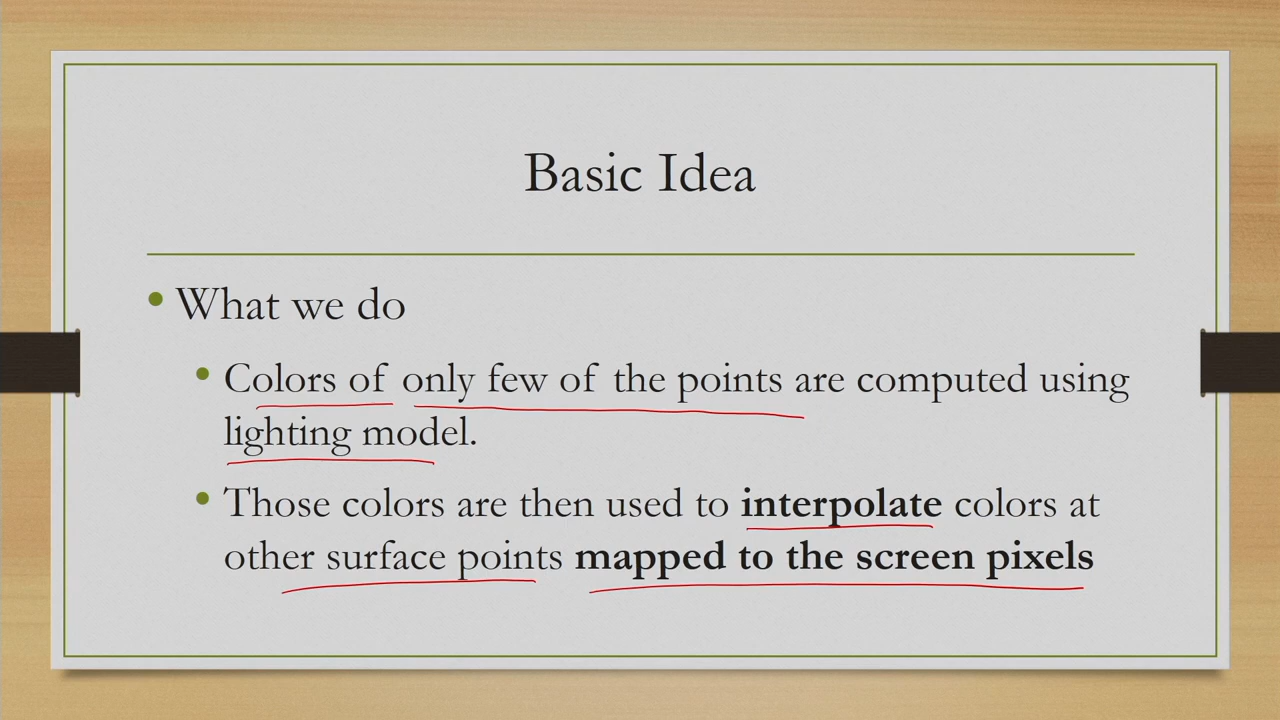 Basic Idea
• What we do
• Colors of only few of the points are computed using
lighting model.
• Those colors are then used to interpolate colors at
other surface points mapped to the screen pixels